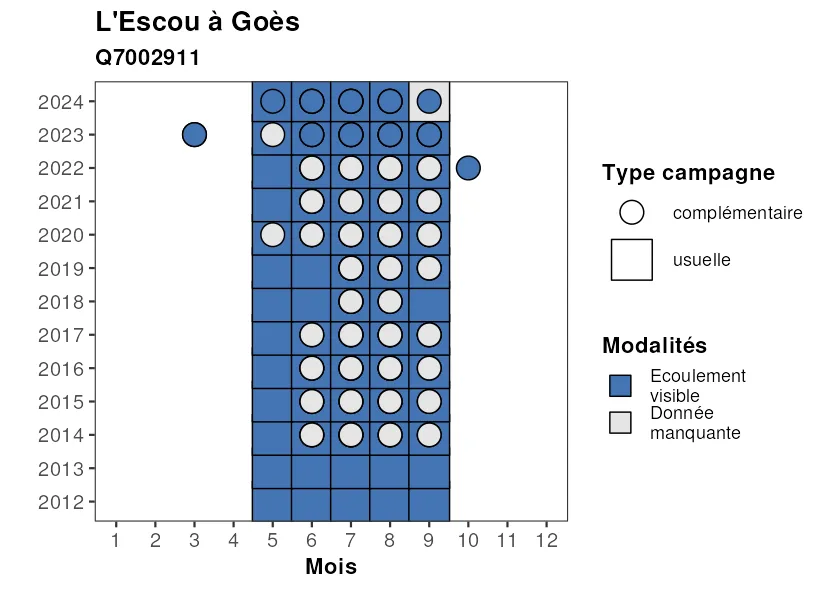 L'Escou à Goès
Q7002911
2024
2023
2022
2021
2020
2019
2018
2017
2016
2015
2014
2013
2012
1 2 3 4 5 6 7 8 9 10 11 12
Mois
Type campagne
complémentaire
usuelle
Modalités
Ecoulement
visible
Donnée
manquante